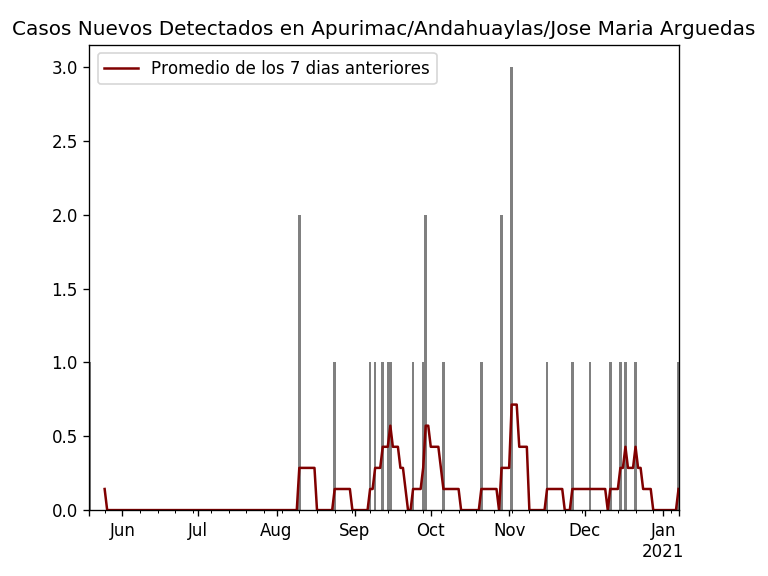 Casos Nuevos Detectados en Apurimac/Andahuaylas/Jose Maria Arguedas
Promedio de los 7 dias anteriores
3.0
2.5
2.0
1.5
1.0
0.5
0.0
Jun Jul Aug Sep Oct Nov Dec Jan
2021